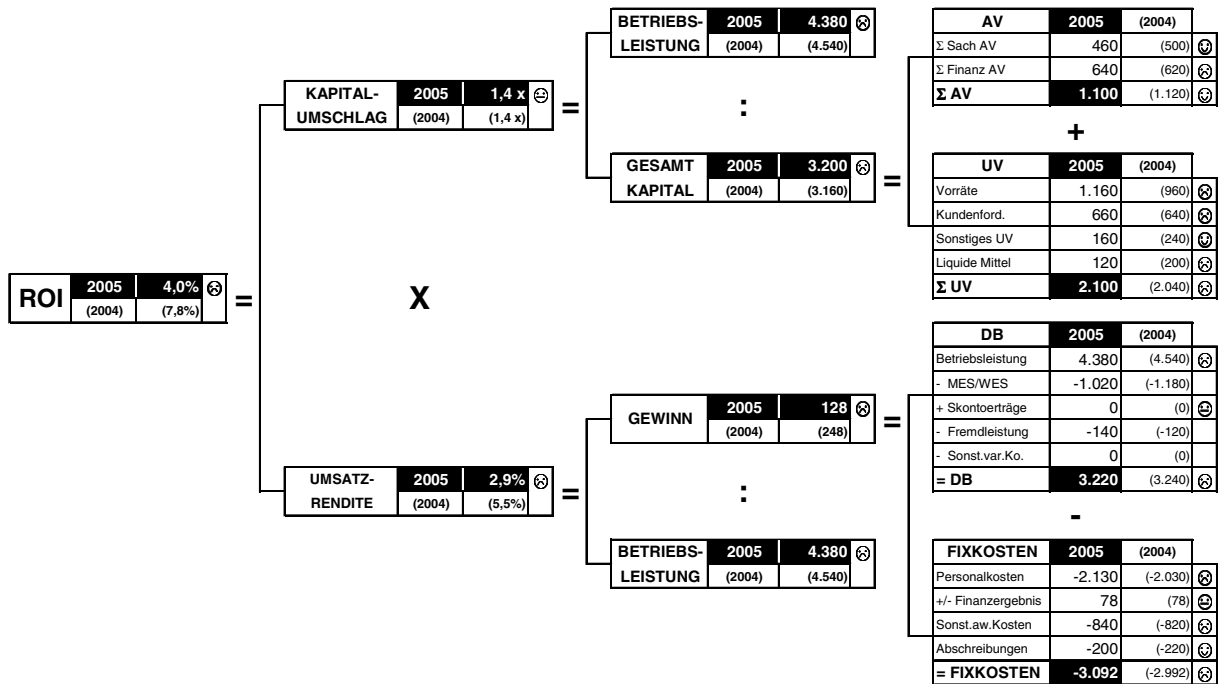 ROI 2005 4,0%
(2004) (7,8%)
=
KAPITAL- 2005 1,4 x
UMSCHLAG (2004) (1,4 x)
=
X
UMSATZ- 2005 2,9%
RENDITE (2004) (5,5%)
=
BETRIEBS- 2005 4.380
LEISTUNG (2004) (4.540)
:
GESAMT 2005 3.200
KAPITAL (2004) (3.160)
=
GEWINN 2005 128
(2004) (248)
=
:
BETRIEBS- 2005 4.380
LEISTUNG (2004) (4.540)
AV 2005 (2004)
Σ Sach AV 460 (500)
Σ Finanz AV 640 (620)
Σ AV 1.100 (1.120)
+
UV 2005 (2004)
Vorräte 1.160 (960)
Kundenford. 660 (640)
Sonstiges UV 160 (240)
Liquide Mittel 120 (200)
Σ UV 2.100 (2.040)
DB 2005 (2004)
Betriebsleistung 4.380 (4.540)
- MES/WES -1.020 (-1.180)
+ Skontoerträge 0 (0)
- Fremdleistung -140 (-120)
- Sonst.var.Ko. 0 (0)
= DB 3.220 (3.240)
-
FIXKOSTEN 2005 (2004)
Personalkosten -2.130 (-2.030)
+/- Finanzergebnis 78 (78)
Sonst.aw.Kosten -840 (-820)
Abschreibungen -200 (-220)
= FIXKOSTEN -3.092 (-2.992)